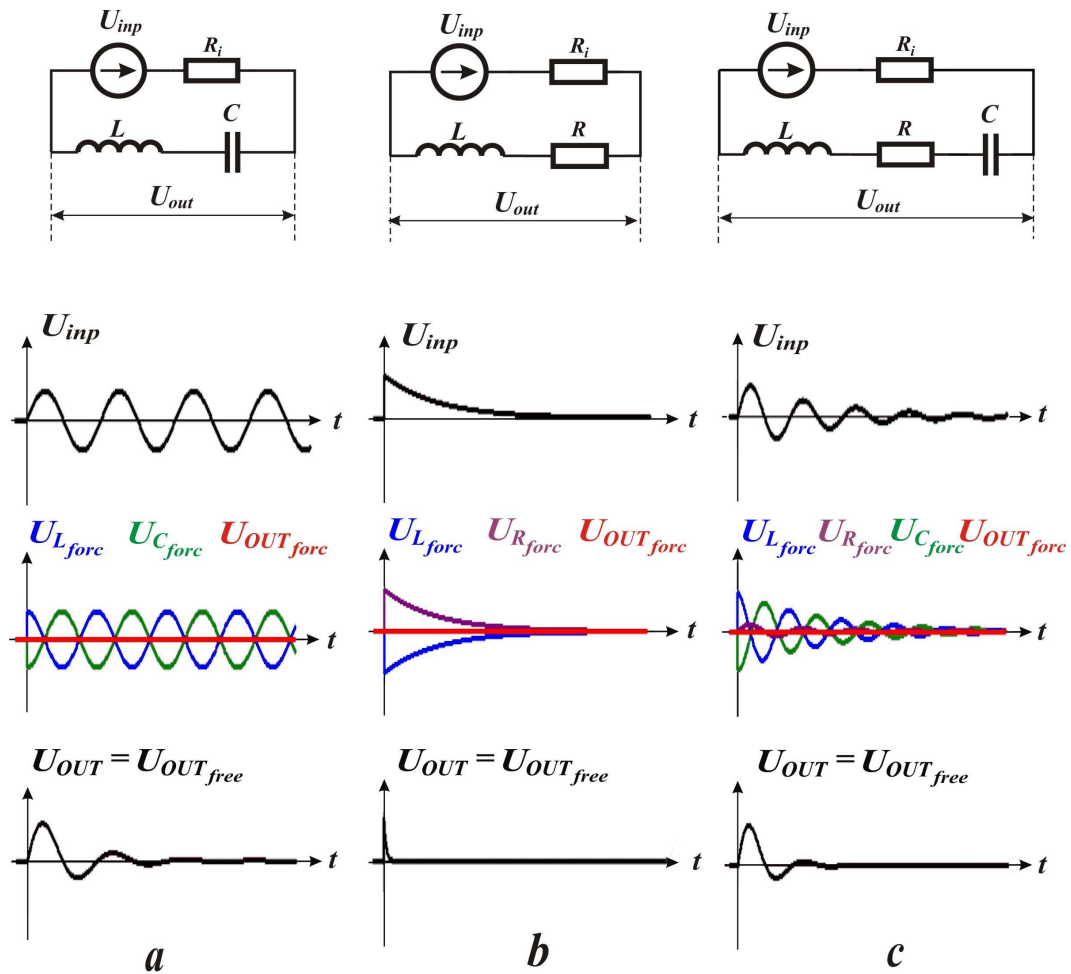 U_inp U_inp U_inp
R_i R_i R_i
L C L R L R C
U_out U_out U_out
U_inp U_inp U_inp
t t t
U_L_forc U_C_forc U_OUT_forc U_L_forc U_R_forc U_OUT_forc U_L_forc U_R_forc U_C_forc U_OUT_forc
t t t
U_OUT = U_OUT_free U_OUT = U_OUT_free U_OUT = U_OUT_free
t t t
a b c